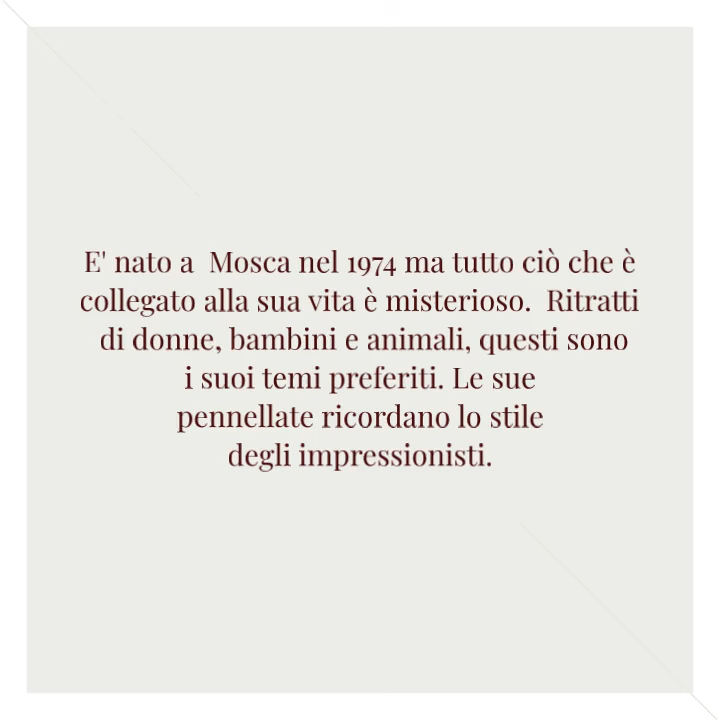 E' nato a  Mosca nel 1974 ma tutto ciò che è
collegato alla sua vita è misterioso.  Ritratti
di donne, bambini e animali, questi sono
i suoi temi preferiti. Le sue
pennellate ricordano lo stile
degli impressionisti.